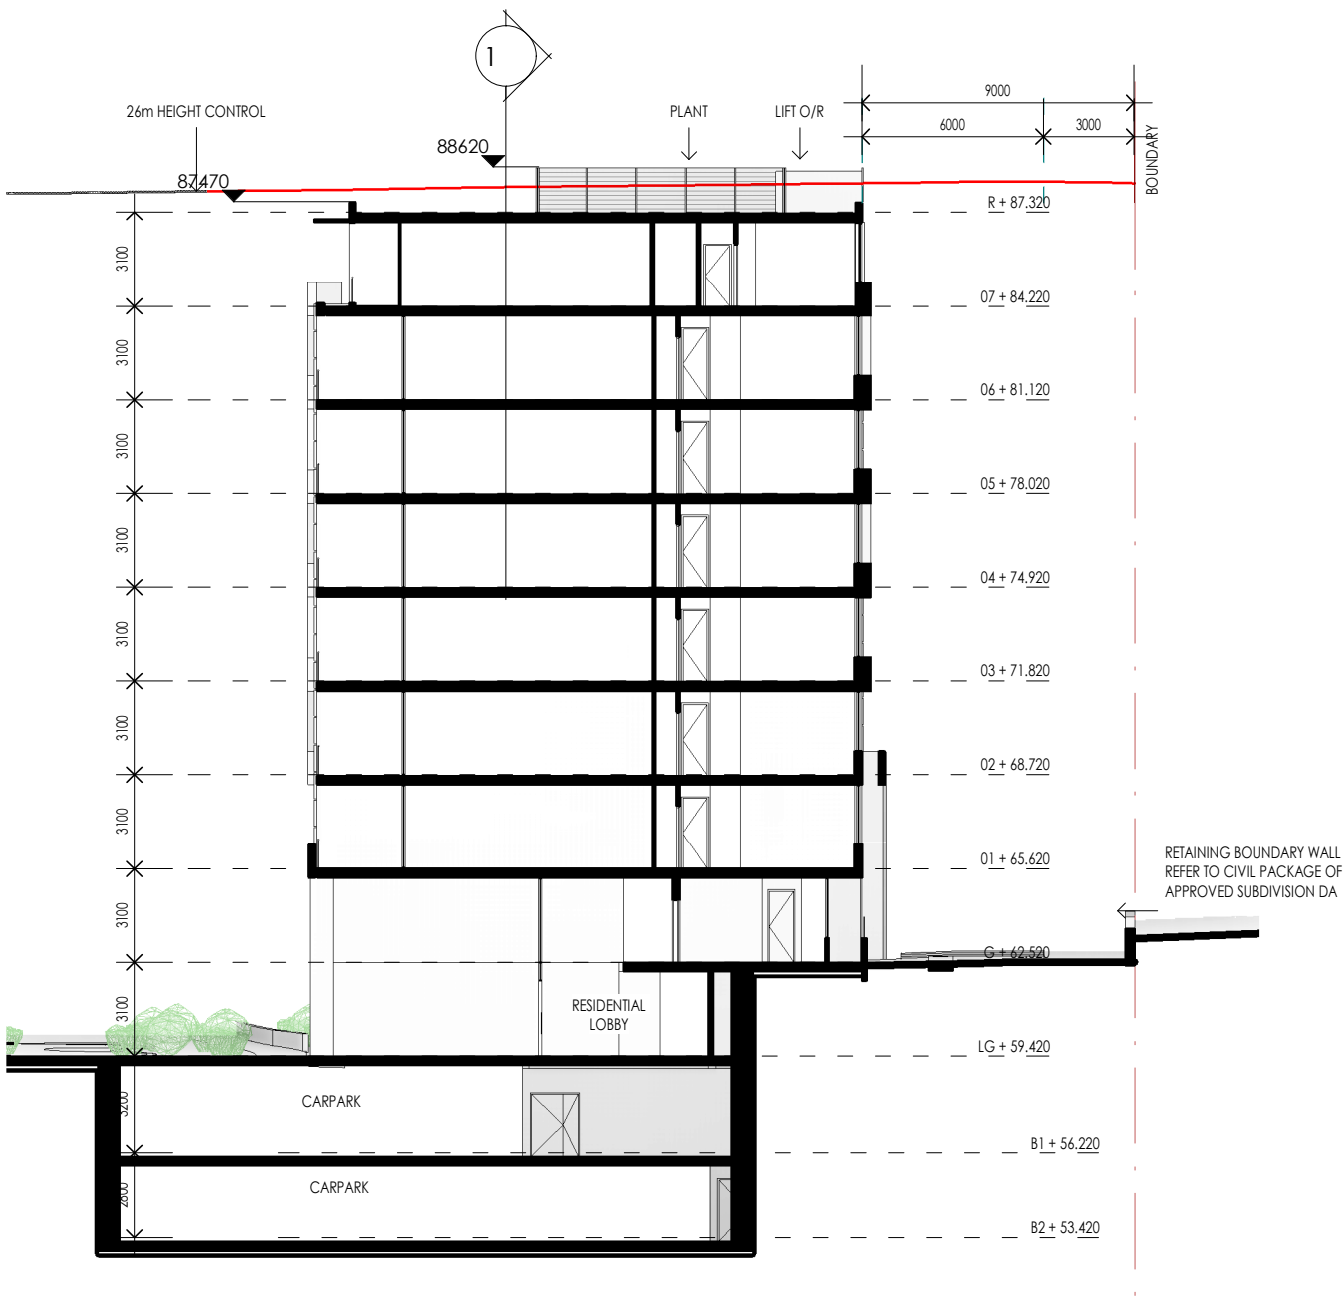 1
9000
26m HEIGHT CONTROL
PLANT
LIFT O/R
6000
3000
BOUNDARY
88620
87470
R + 87.320
3100
07 + 84.220
3100
06 + 81.120
3100
05 + 78.020
3100
04 + 74.920
3100
03 + 71.820
3100
02 + 68.720
3100
01 + 65.620
RETAINING BOUNDARY WALL
REFER TO CIVIL PACKAGE OF
APPROVED SUBDIVISION DA
3100
G + 62.520
3100
RESIDENTIAL
LOBBY
LG + 59.420
3200
CARPARK
B1 + 56.220
2800
CARPARK
B2 + 53.420